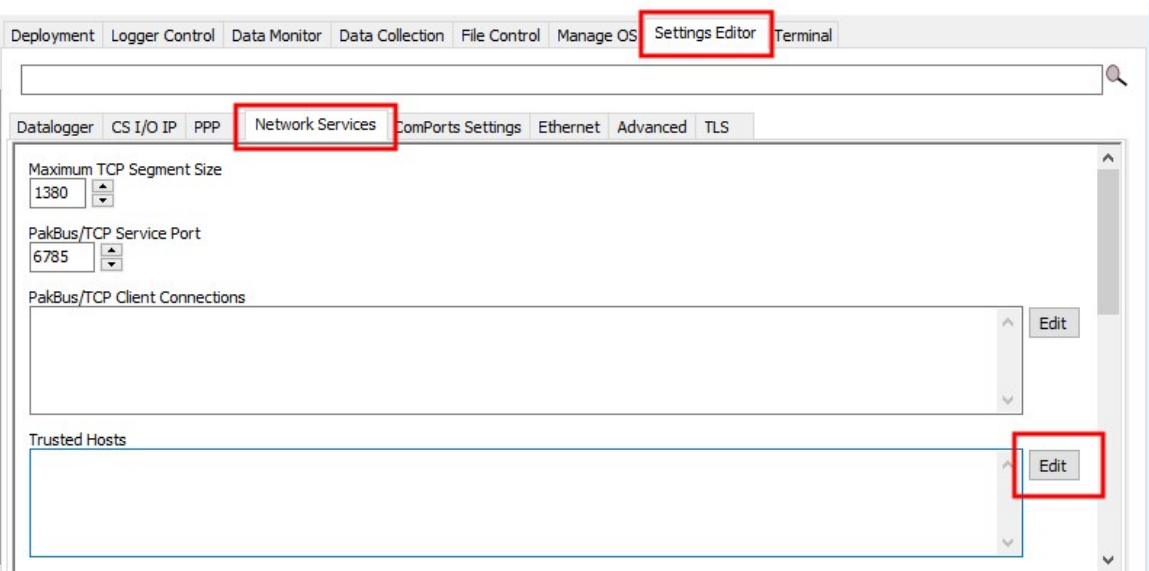 Deployment Logger Control Data Monitor Data Collection File Control Manage OS Settings Editor Terminal
Datalogger CS I/O IP PPP Network Services ComPorts Settings Ethernet Advanced TLS
Maximum TCP Segment Size
1380
PakBus/TCP Service Port
6785
PakBus/TCP Client Connections
Edit
Trusted Hosts
Edit